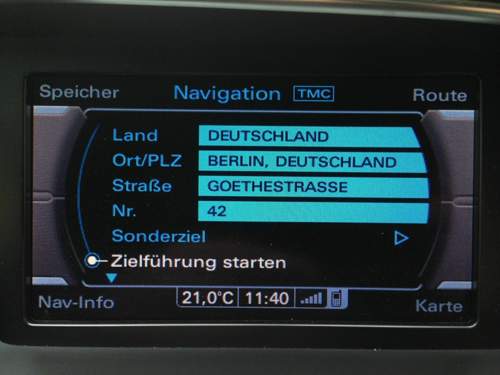 Speicher Navigation TMC Route
Land DEUTSCHLAND
Ort/PLZ BERLIN, DEUTSCHLAND
Straße GOETHESTRASSE
Nr. 42
Sonderziel
Zielführung starten
Nav-Info 21,0°C 11:40 Karte